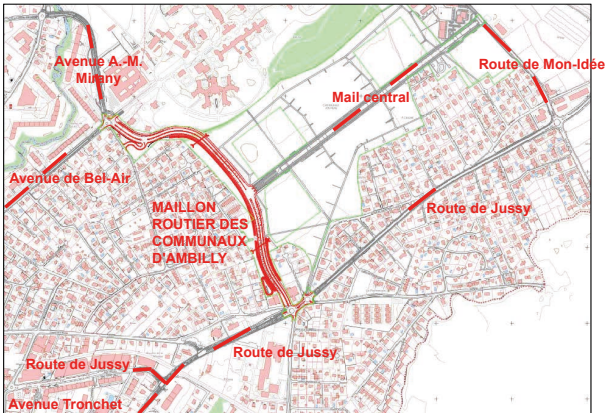 Avenue A.-M.
Mirany
Route de Mon-Idée
Mail central
Avenue de Bel-Air
MAILLON
ROUTIER DES
COMMUNAUX
D'AMBILLY
Route de Jussy
Route de Jussy
Route de Jussy
Avenue Tronchet